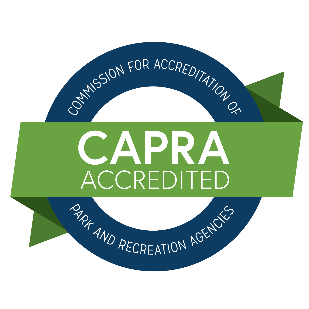 COMMISSION FOR ACCREDITATION OF
CAPRA
ACCREDITED
PARK AND RECREATION AGENCIES